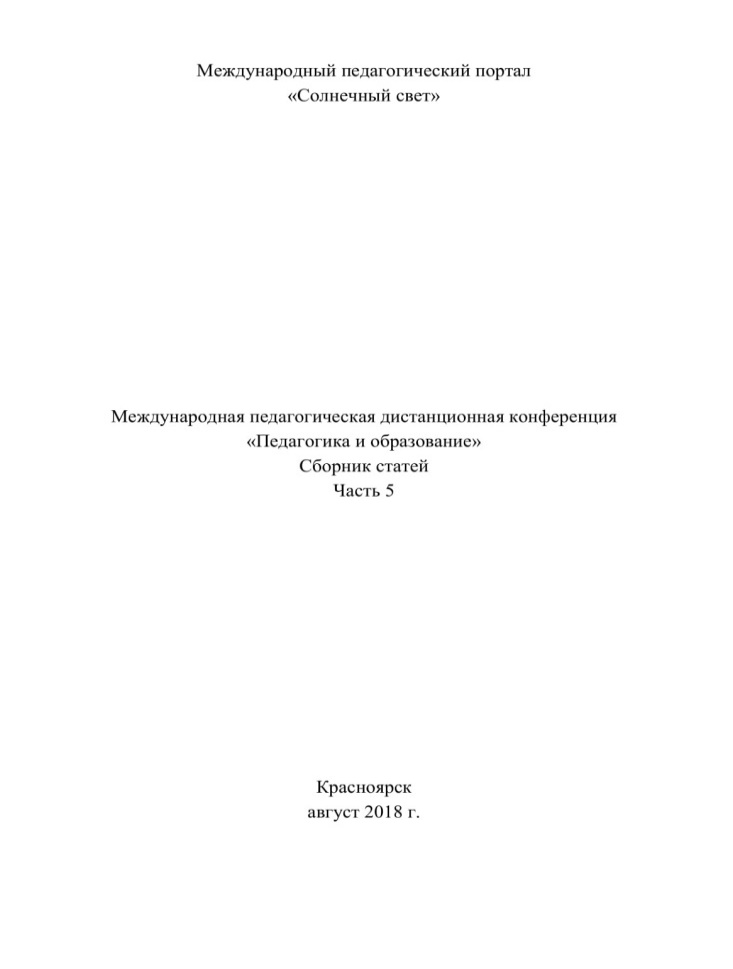 Международный педагогический портал
«Солнечный свет»
Международная педагогическая дистанционная конференция
«Педагогика и образование»
Сборник статей
Часть 5
Красноярск
август 2018 г.